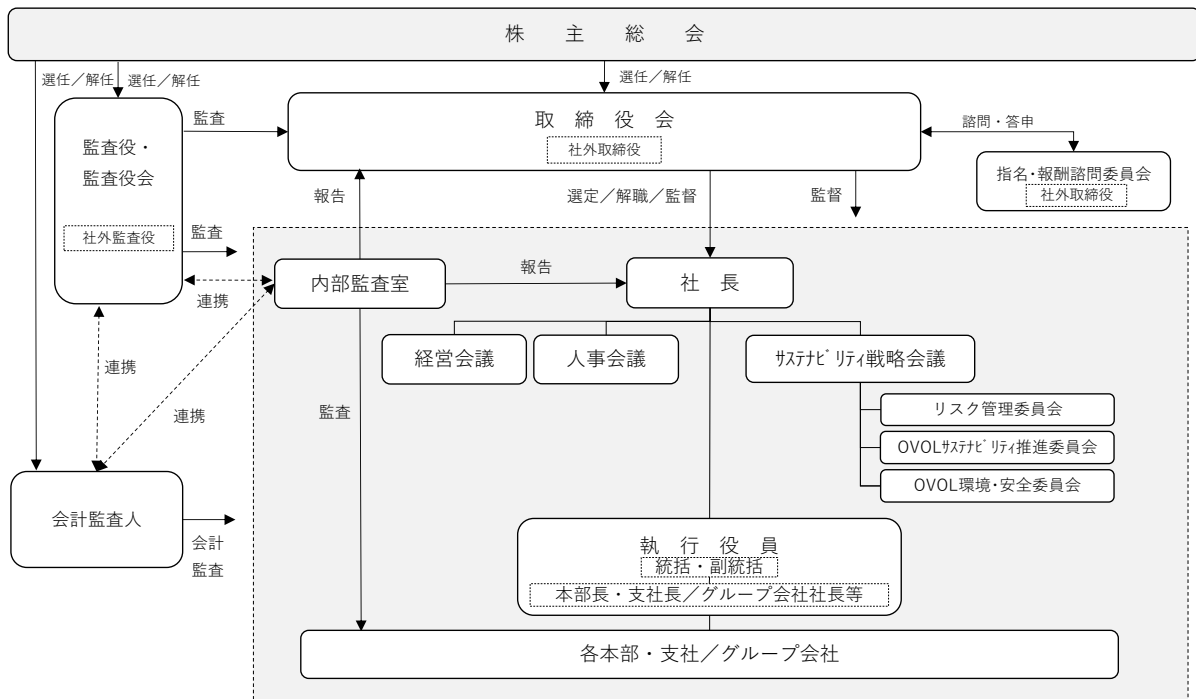 株 主 総 会
選任／解任
選任／解任
選任／解任
監査役・
監査役会
社外監査役
監査
取 締 役 会
社外取締役
諮問・答申
指名・報酬諮問委員会
社外取締役
報告
選定／解職／監督
監督
監査
内部監査室
報告
社 長
連携
経営会議
人事会議
ｻｽﾃﾅﾋﾞﾘﾃｨ戦略会議
連携
連携
監査
リスク管理委員会
OVOLｻｽﾃﾅﾋﾞﾘﾃｨ推進委員会
OVOL環境・安全委員会
会計監査人
会計
監査
執 行 役 員
統括・副統括
本部長・支社長／グループ会社社長等
各本部・支社／グループ会社